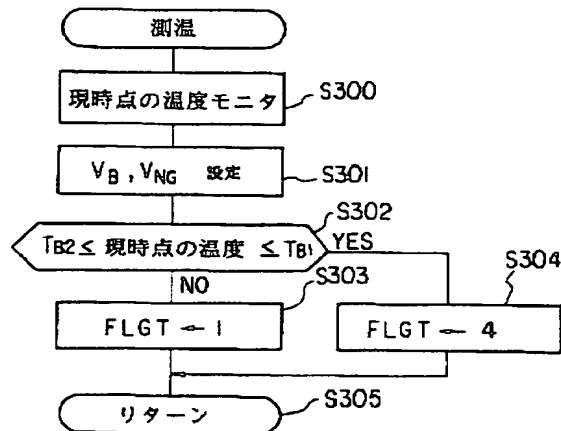 測温
現時点の温度モニタ
S300
V_B , V_NG 設定
S301
S302
T_B2 ≤ 現時点の温度 ≤ T_B1
YES
NO
S303
S304
FLGT ← 1
FLGT ← 4
リターン
S305